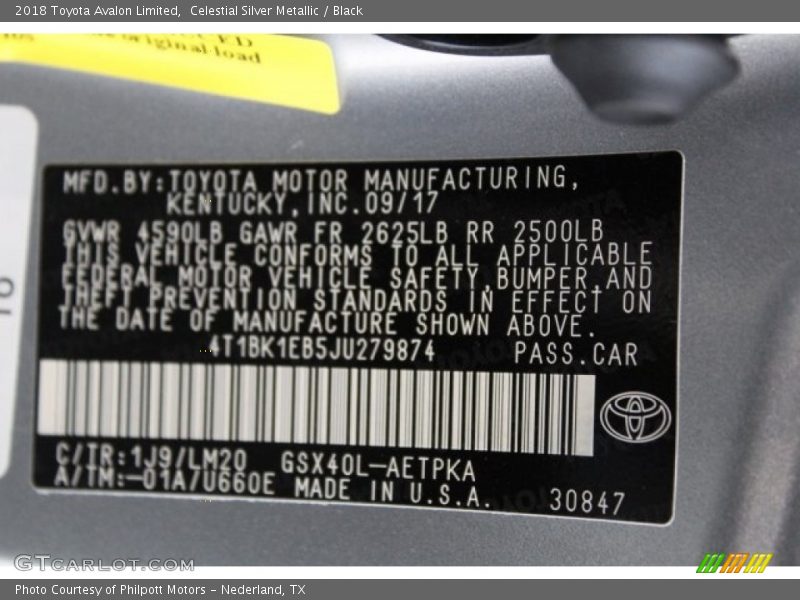 2018 Toyota Avalon Limited,  Celestial Silver Metallic / Black
original load
MFD.BY:TOYOTA MOTOR MANUFACTURING,
KENTUCKY,INC.09/17
GVWR 4590LB GAWR FR 2625LB RR 2500LB
THIS VEHICLE CONFORMS TO ALL APPLICABLE
FEDERAL MOTOR VEHICLE SAFETY,BUMPER,AND
THEFT PREVENTION STANDARDS IN EFFECT ON
THE DATE OF MANUFACTURE SHOWN ABOVE.
4T1BK1EB5JU279874 PASS.CAR
C/TR:1J9/LM20 GSX40L-AETPKA
A/TM:-01A/U660E MADE IN U.S.A. 30847
GTcarlot.com
Photo Courtesy of Philpott Motors - Nederland, TX